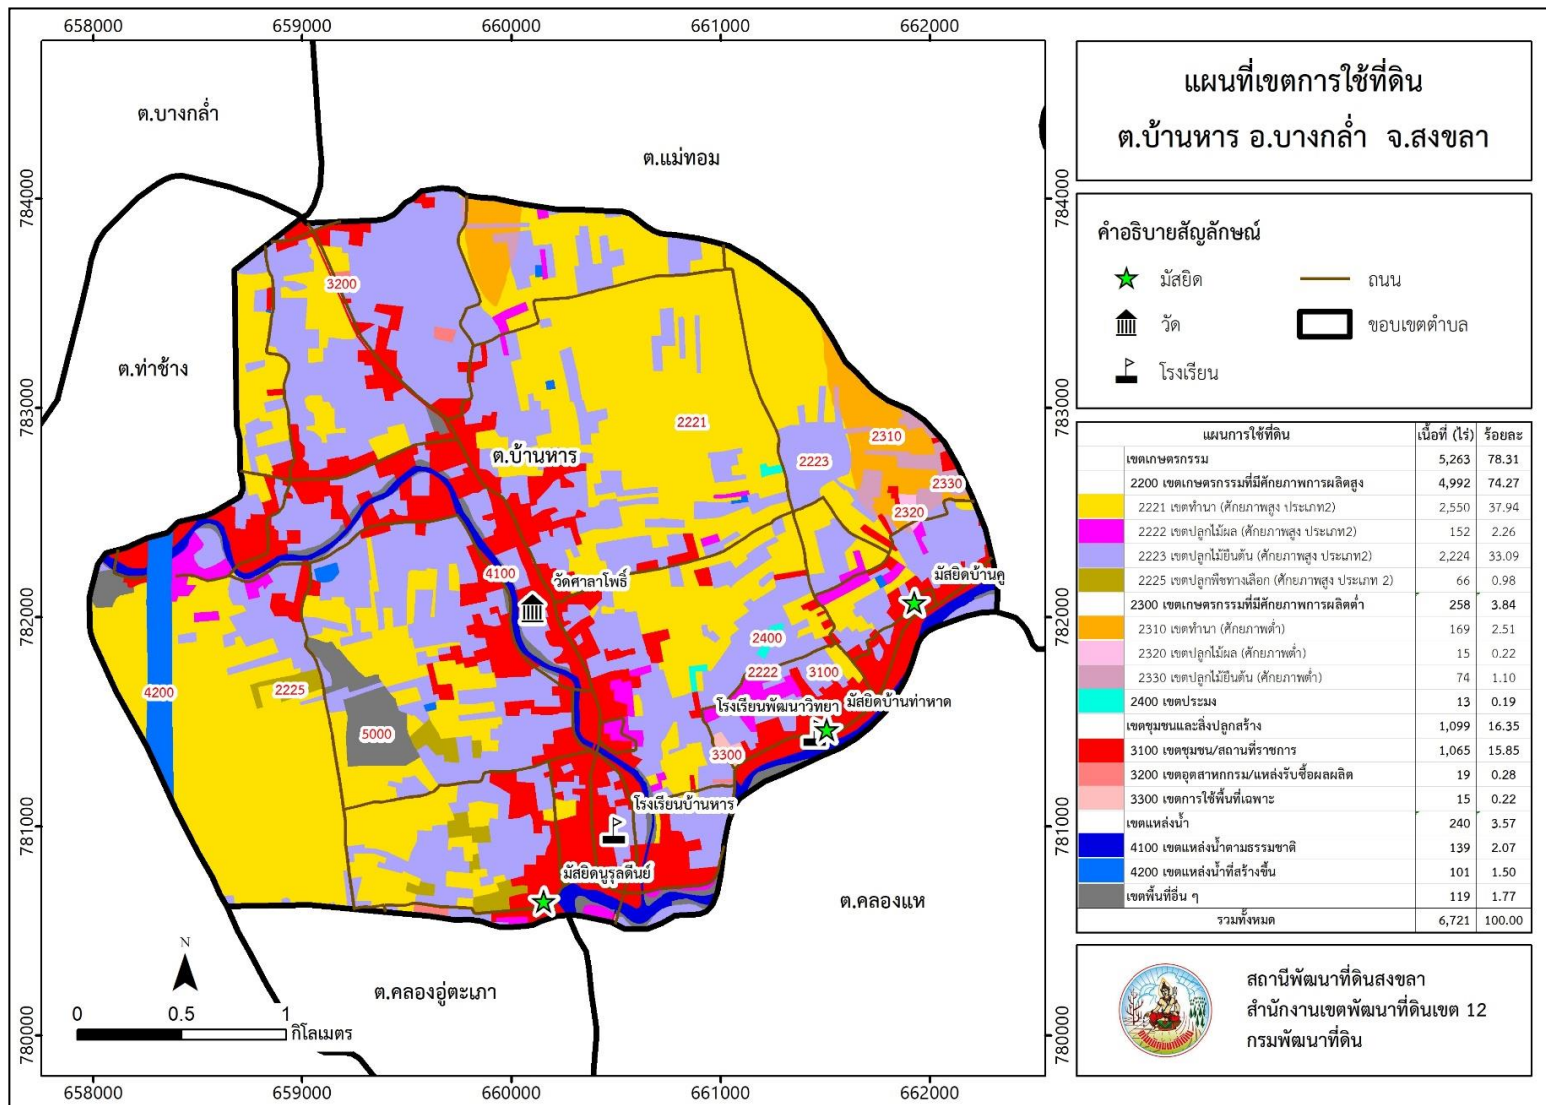 658000 659000 660000 661000 662000
784000
783000
782000
781000
780000
784000
783000
782000
781000
780000
ต.บางกล่ำ
ต.แม่ทอม
ต.ท่าช้าง
3200
2221
ต.บ้านหาร
2223
2310
2330
2320
4100
วัดศาลาโพธิ์
มัสยิดบ้านคู
2400
2222
3100
4200
2225
5000
โรงเรียนพัฒนาวิทยา
มัสยิดบ้านท่าหาด
3300
โรงเรียนบ้านหาร
มัสยิดนูรุลดีนย์
ต.คลองแห
ต.คลองอู่ตะเภา
N
0 0.5 1
กิโลเมตร
658000 659000 660000 661000 662000
แผนที่เขตการใช้ที่ดิน
ต.บ้านหาร อ.บางกล่ำ จ.สงขลา
คำอธิบายสัญลักษณ์
มัสยิด ถนน
วัด ขอบเขตตำบล
โรงเรียน
แผนการใช้ที่ดิน เนื้อที่ (ไร่) ร้อยละ
เขตเกษตรกรรม 5,263 78.31
2200 เขตเกษตรกรรมที่มีศักยภาพการผลิตสูง 4,992 74.27
2221 เขตทำนา (ศักยภาพสูง ประเภท2) 2,550 37.94
2222 เขตปลูกไม้ผล (ศักยภาพสูง ประเภท2) 152 2.26
2223 เขตปลูกไม้ยืนต้น (ศักยภาพสูง ประเภท2) 2,224 33.09
2225 เขตปลูกพืชทางเลือก (ศักยภาพสูง ประเภท 2) 66 0.98
2300 เขตเกษตรกรรมที่มีศักยภาพการผลิตต่ำ 258 3.84
2310 เขตทำนา (ศักยภาพต่ำ) 169 2.51
2320 เขตปลูกไม้ผล (ศักยภาพต่ำ) 15 0.22
2330 เขตปลูกไม้ยืนต้น (ศักยภาพต่ำ) 74 1.10
2400 เขตประมง 13 0.19
เขตชุมชนและสิ่งปลูกสร้าง 1,099 16.35
3100 เขตชุมชน/สถานที่ราชการ 1,065 15.85
3200 เขตอุตสาหกกรม/แหล่งรับซื้อผลผลิต 19 0.28
3300 เขตการใช้พื้นที่เฉพาะ 15 0.22
เขตแหล่งน้ำ 240 3.57
4100 เขตแหล่งน้ำตามธรรมชาติ 139 2.07
4200 เขตแหล่งน้ำที่สร้างขึ้น 101 1.50
เขตพื้นที่อื่น ๆ 119 1.77
รวมทั้งหมด 6,721 100.00
สถานีพัฒนาที่ดินสงขลา
สำนักงานเขตพัฒนาที่ดินเขต 12
กรมพัฒนาที่ดิน